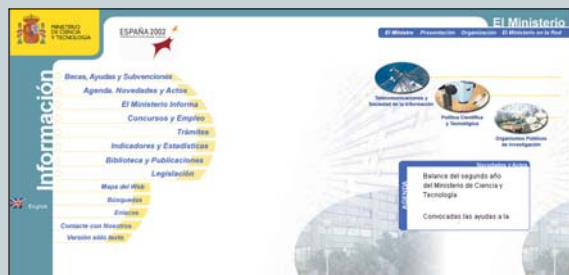 MINISTERIO
DE CIENCIA
Y TECNOLOGÍA
ESPAÑA 2002
El Ministerio
El Ministro Presentación Organización El Ministerio en la Red
Información
Becas, Ayudas y Subvenciones
Agenda. Novedades y Actos
El Ministerio Informa
Concursos y Empleo
Trámites
Indicadores y Estadísticas
Biblioteca y Publicaciones
Legislación
Mapa del Web
Búsquedas
Enlaces
Contacte con Nosotros
Versión sólo texto
English
Telecomunicaciones y
Sociedad de la Información
Política Científica
y Tecnológica
Organismos Públicos
de Investigación
Novedades y Actos
AGENDA
Balance del segundo año
del Ministerio de Ciencia y
Tecnología
Convocadas las ayudas a la